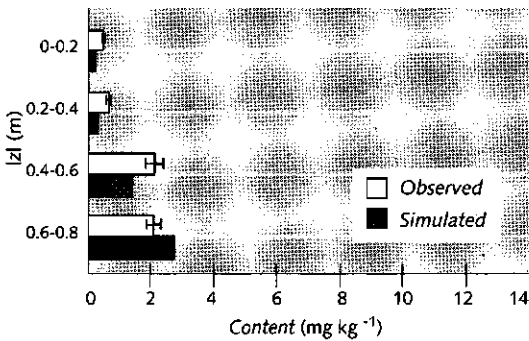 0-0.2
0.2-0.4
0.4-0.6
0.6-0.8
|z| (m)
Observed
Simulated
0 2 4 6 8 10 12 14
Content (mg kg⁻¹)